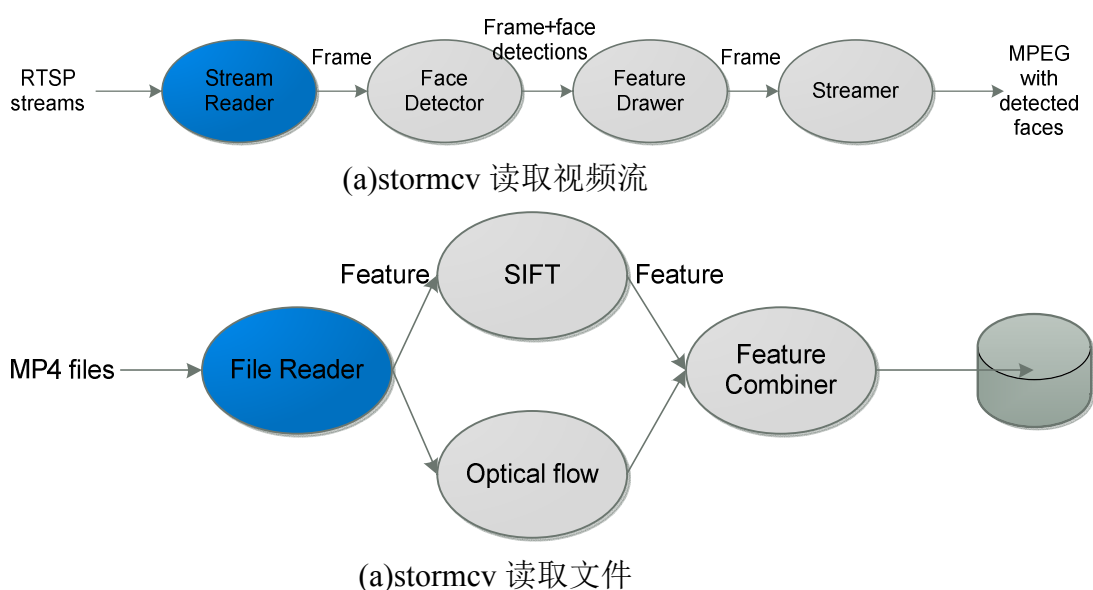 RTSP
streams
Stream
Reader
Frame
Face
Detector
Frame+face
detections
Feature
Drawer
Frame
Streamer
MPEG
with
detected
faces
(a)stormcv 读取视频流
MP4 files
File Reader
Feature
SIFT
Feature
Optical flow
Feature
Combiner
(a)stormcv 读取文件